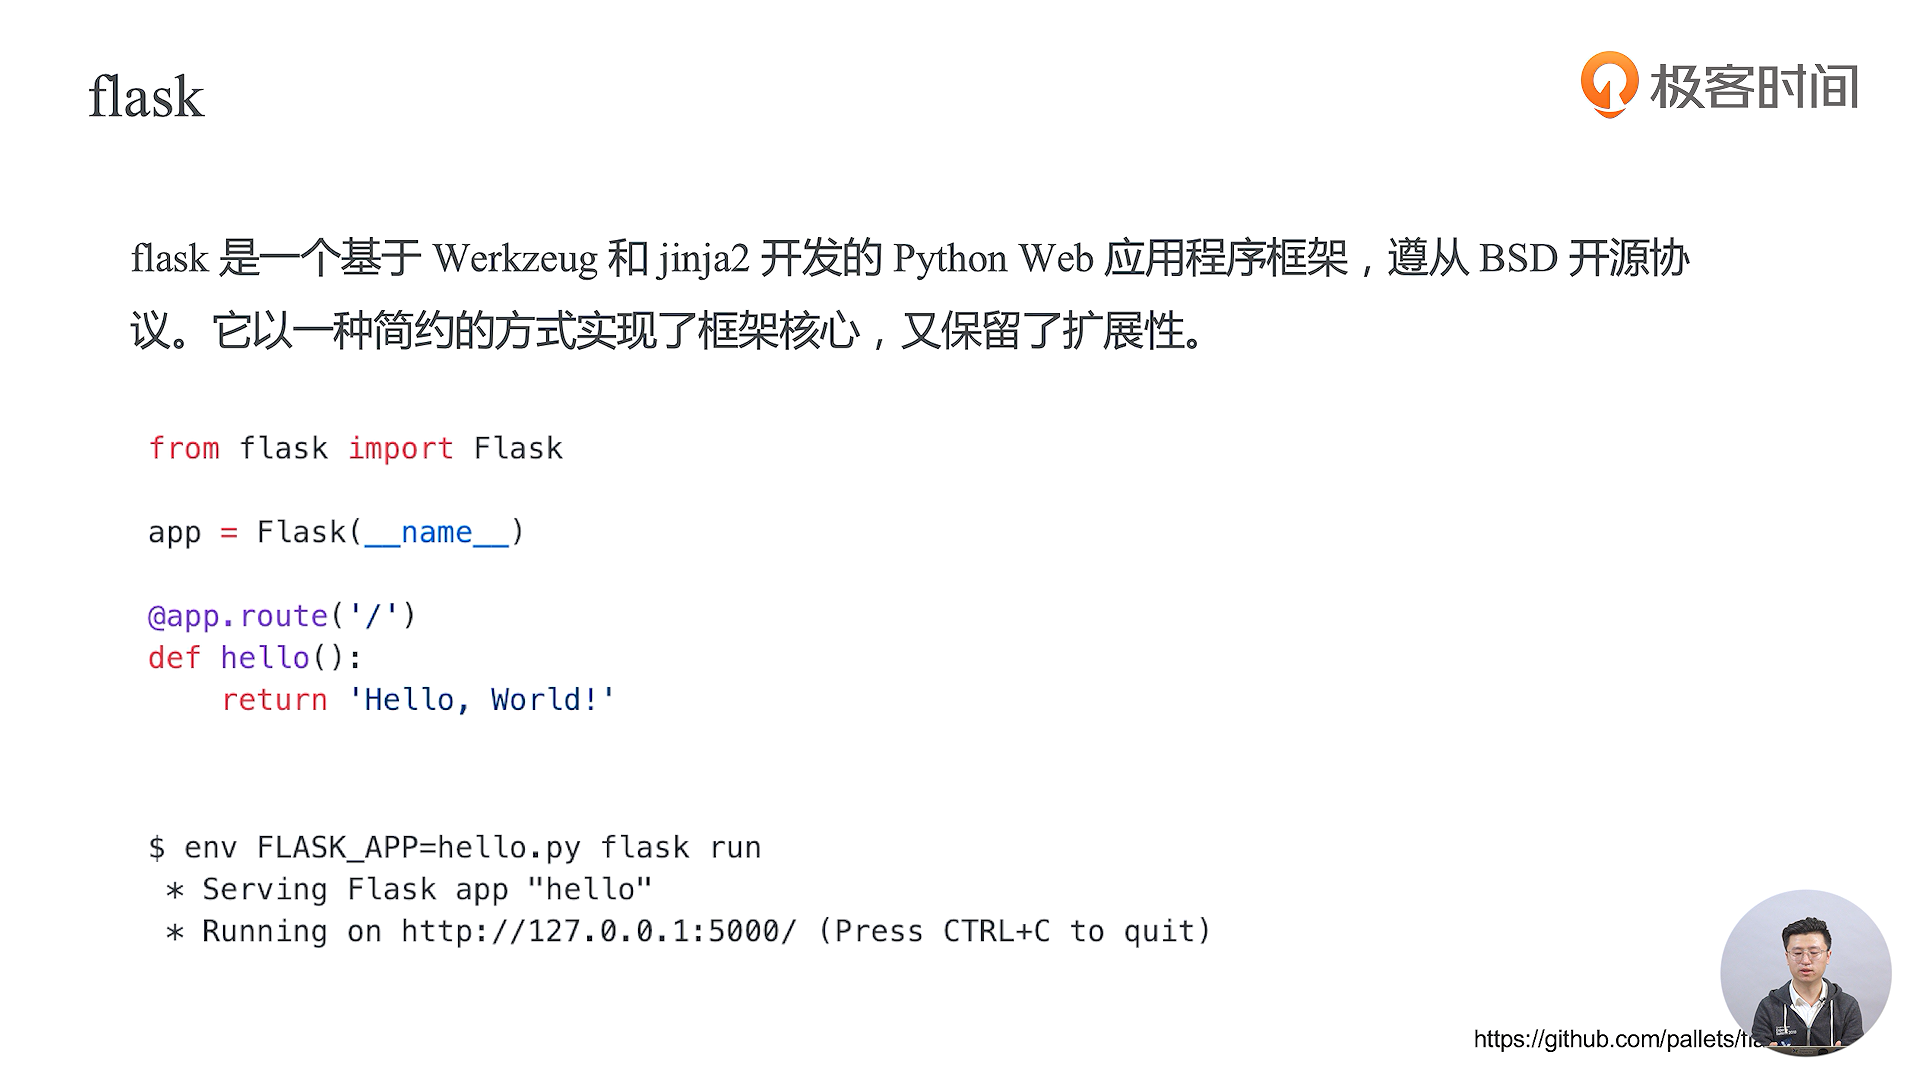 flask
极客时间
flask 是一个基于 Werkzeug 和 jinja2 开发的 Python Web 应用程序框架，遵从 BSD 开源协
议。它以一种简约的方式实现了框架核心，又保留了扩展性。
from flask import Flask
app = Flask(__name__)
@app.route('/')
def hello():
    return 'Hello, World!'
$ env FLASK_APP=hello.py flask run
 * Serving Flask app "hello"
 * Running on http://127.0.0.1:5000/ (Press CTRL+C to quit)
https://github.com/pallets/fla